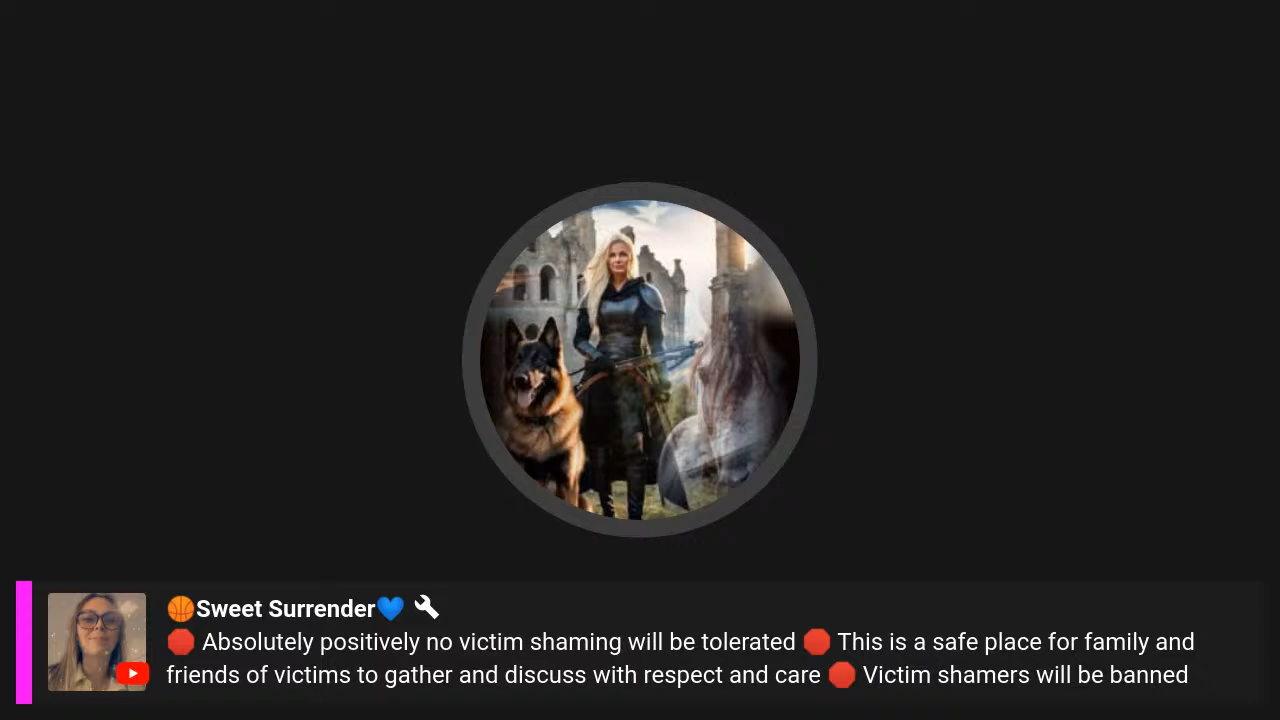 🏀Sweet Surrender💙 🔧
🛑 Absolutely positively no victim shaming will be tolerated 🛑 This is a safe place for family and
friends of victims to gather and discuss with respect and care 🛑 Victim shamers will be banned